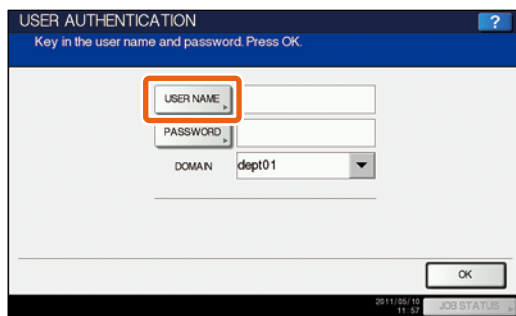 USER AUTHENTICATION
?
Key in the user name and password. Press OK.
USER NAME
PASSWORD
DOMAIN dept01
OK
2011/05/10
11:57
JOB STATUS